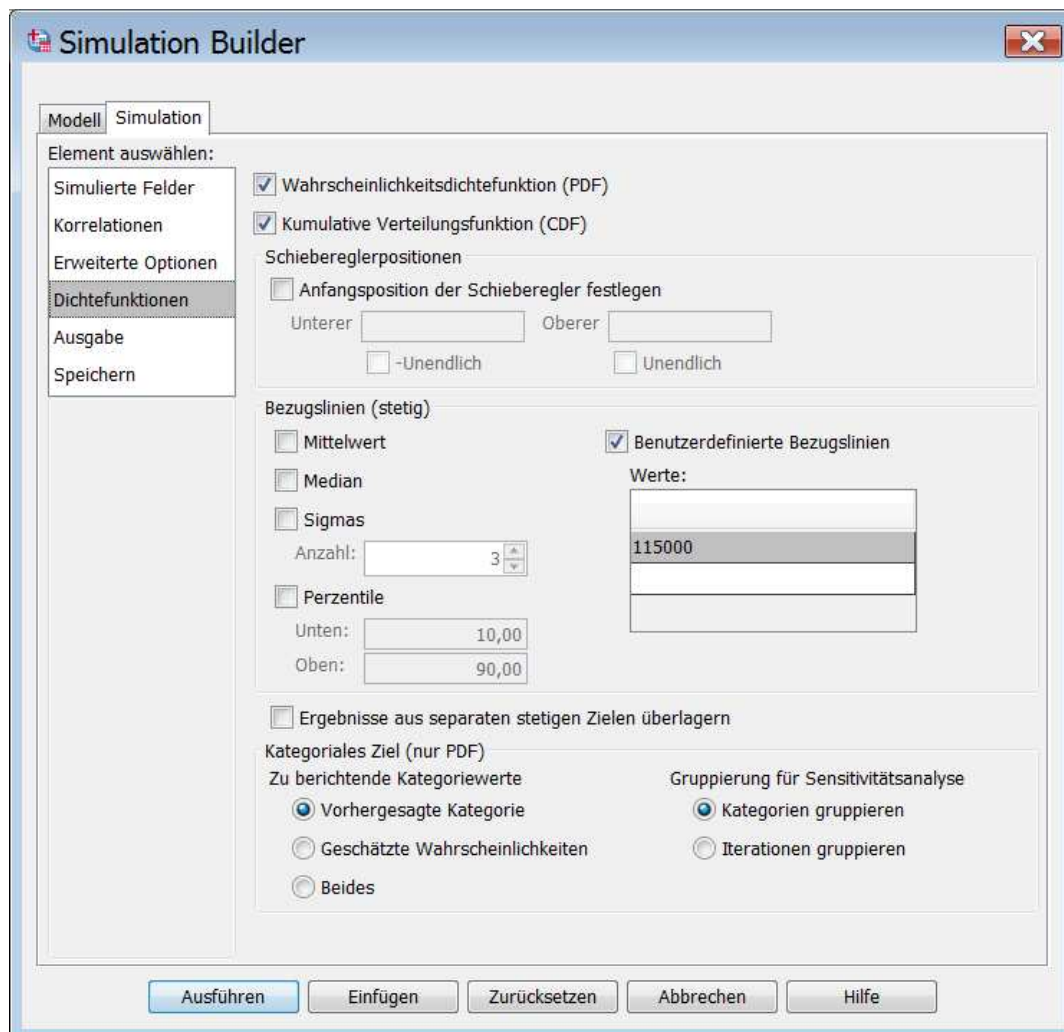 Simulation Builder
Modell
Simulation
Element auswählen:
Simulierte Felder
Korrelationen
Erweiterte Optionen
Dichtefunktionen
Ausgabe
Speichern
Wahrscheinlichkeitsdichtefunktion (PDF)
Kumulative Verteilungsfunktion (CDF)
Schiebereglerpositionen
Anfangsposition der Schieberegler festlegen
Unterer
Oberer
-Unendlich
Unendlich
Bezugslinien (stetig)
Mittelwert
Median
Sigmas
Anzahl: 3
Perzentile
Unten: 10,00
Oben: 90,00
Benutzerdefinierte Bezugslinien
Werte:
115000
Ergebnisse aus separaten stetigen Zielen überlagern
Kategoriales Ziel (nur PDF)
Zu berichtende Kategoriewerte
Vorhergesagte Kategorie
Geschätzte Wahrscheinlichkeiten
Beides
Gruppierung für Sensitivitätsanalyse
Kategorien gruppieren
Iterationen gruppieren
Ausführen
Einfügen
Zurücksetzen
Abbrechen
Hilfe